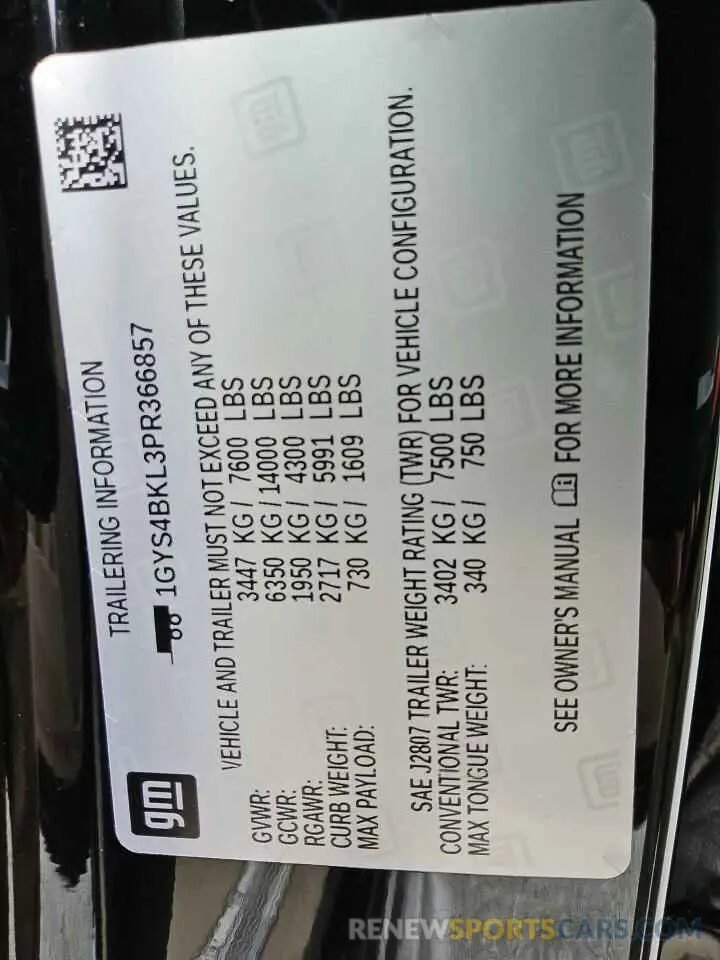 TRAILERING INFORMATION
gm
1GYS4BKL3PR366857
VEHICLE AND TRAILER MUST NOT EXCEED ANY OF THESE VALUES.
GVWR: 3447 KG / 7600 LBS
GCWR: 6350 KG / 14000 LBS
RGAWR: 1950 KG / 4300 LBS
CURB WEIGHT: 2717 KG / 5991 LBS
MAX PAYLOAD: 730 KG / 1609 LBS
SAE J2807 TRAILER WEIGHT RATING (TWR) FOR VEHICLE CONFIGURATION.
CONVENTIONAL TWR: 3402 KG / 7500 LBS
MAX TONGUE WEIGHT: 340 KG / 750 LBS
SEE OWNER'S MANUAL FOR MORE INFORMATION
RENEWSPORTSCARS.COM